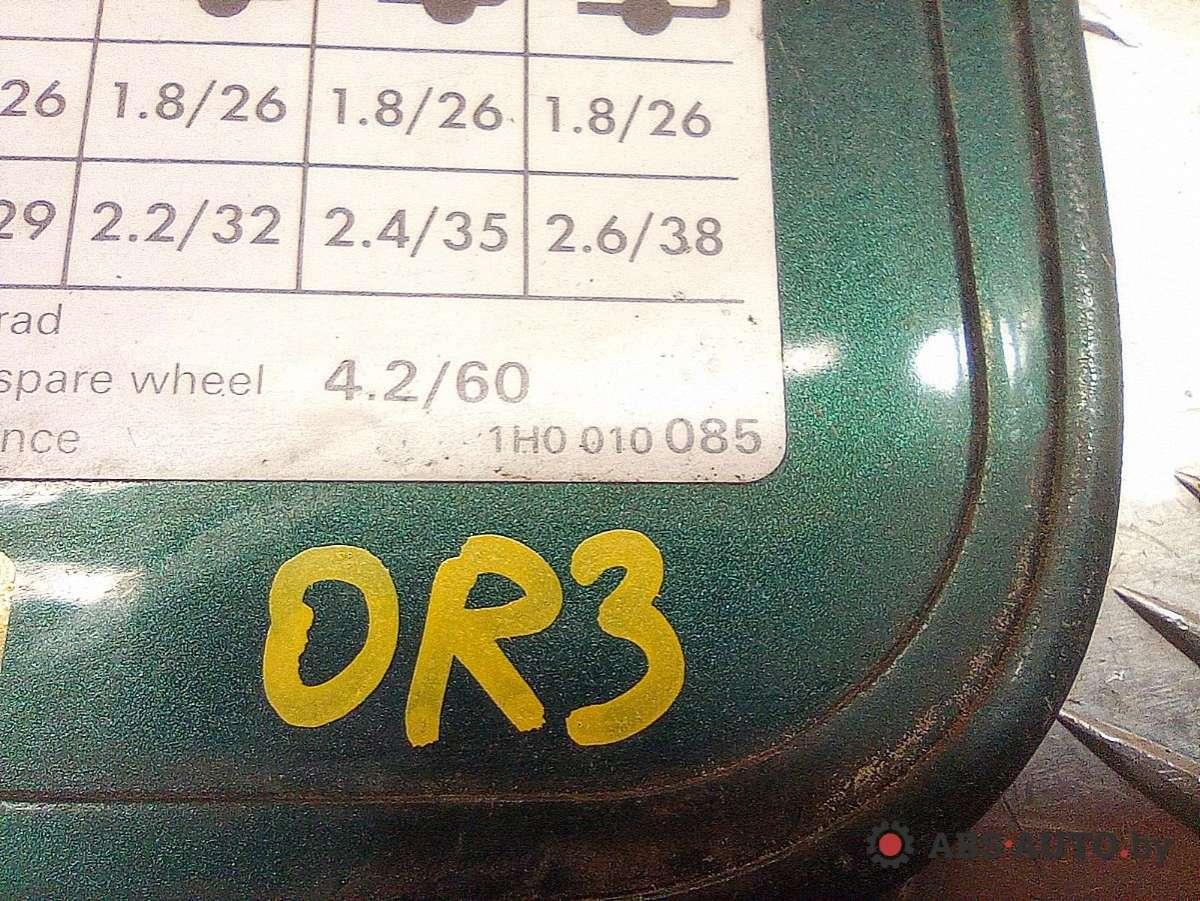 26 1.8/26 1.8/26 1.8/26
29 2.2/32 2.4/35 2.6/38
rad
spare wheel 4.2/60
nce 1H0 010 085
OR3
ABS-AUTO.by